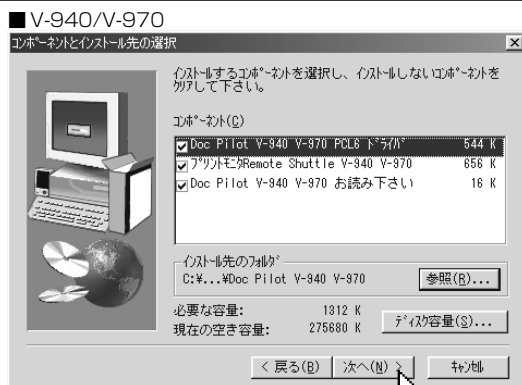 ■V-940/V-970
ｺﾝﾎﾟｰﾈﾝﾄとｲﾝｽﾄｰﾙ先の選択
ｲﾝｽﾄｰﾙするｺﾝﾎﾟｰﾈﾝﾄを選択し、ｲﾝｽﾄｰﾙしないｺﾝﾎﾟｰﾈﾝﾄを
ｸﾘｱして下さい。
ｺﾝﾎﾟｰﾈﾝﾄ(C)
Doc Pilot V-940 V-970 PCL6 ﾄﾞﾗｲﾊﾞ 544 K
ﾌﾟﾘﾝﾄﾓﾆﾀRemote Shuttle V-940 V-970 656 K
Doc Pilot V-940 V-970 お読み下さい 16 K
ｲﾝｽﾄｰﾙ先のﾌｫﾙﾀﾞ
C:¥...¥Doc Pilot V-940 V-970 参照(R)...
必要な容量: 1312 K
現在の空き容量: 275680 K ﾃﾞｨｽｸ容量(S)...
< 戻る(B) 次へ(N) > ｷｬﾝｾﾙ